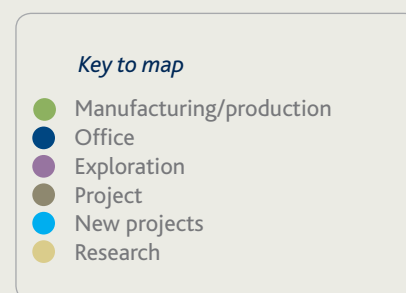 Key to map
Manufacturing/production
Office
Exploration
Project
New projects
Research